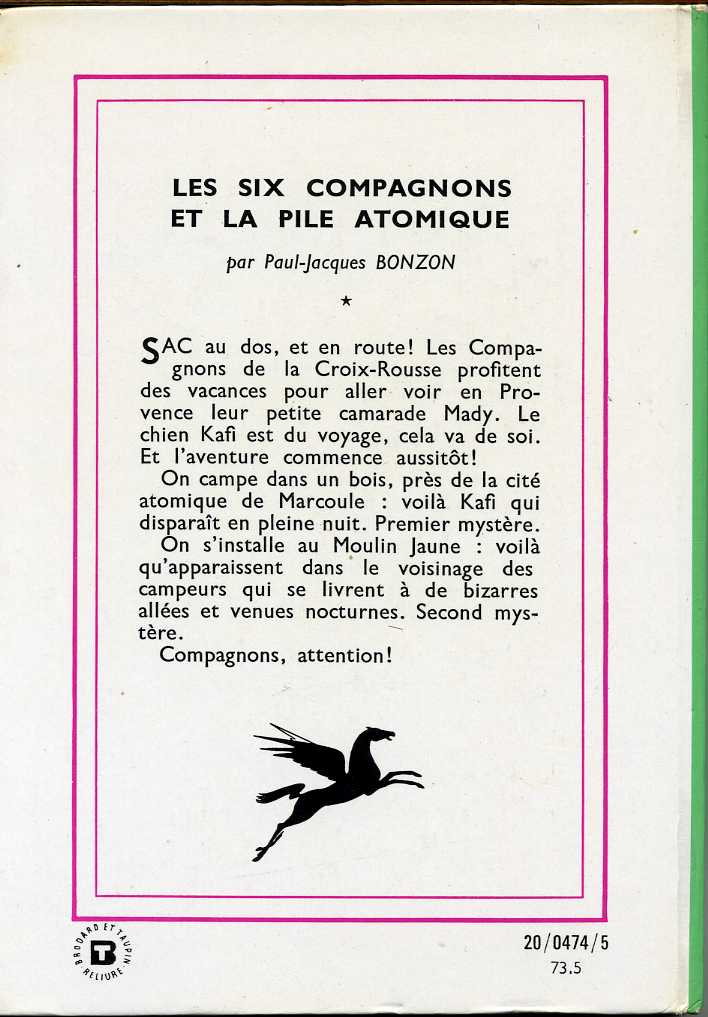 LES SIX COMPAGNONS
ET LA PILE ATOMIQUE
par Paul-Jacques BONZON
★
SAC au dos, et en route! Les Compa-
gnons de la Croix-Rousse profitent
des vacances pour aller voir en Pro-
vence leur petite camarade Mady. Le
chien Kafi est du voyage, cela va de soi.
Et l'aventure commence aussitôt!
On campe dans un bois, près de la cité
atomique de Marcoule : voilà Kafi qui
disparaît en pleine nuit. Premier mystère.
On s'installe au Moulin Jaune : voilà
qu'apparaissent dans le voisinage des
campeurs qui se livrent à de bizarres
allées et venues nocturnes. Second mys-
tère.
Compagnons, attention!
BRODARD ET TAUPIN
BT
RELIURE
20/0474/5
73.5